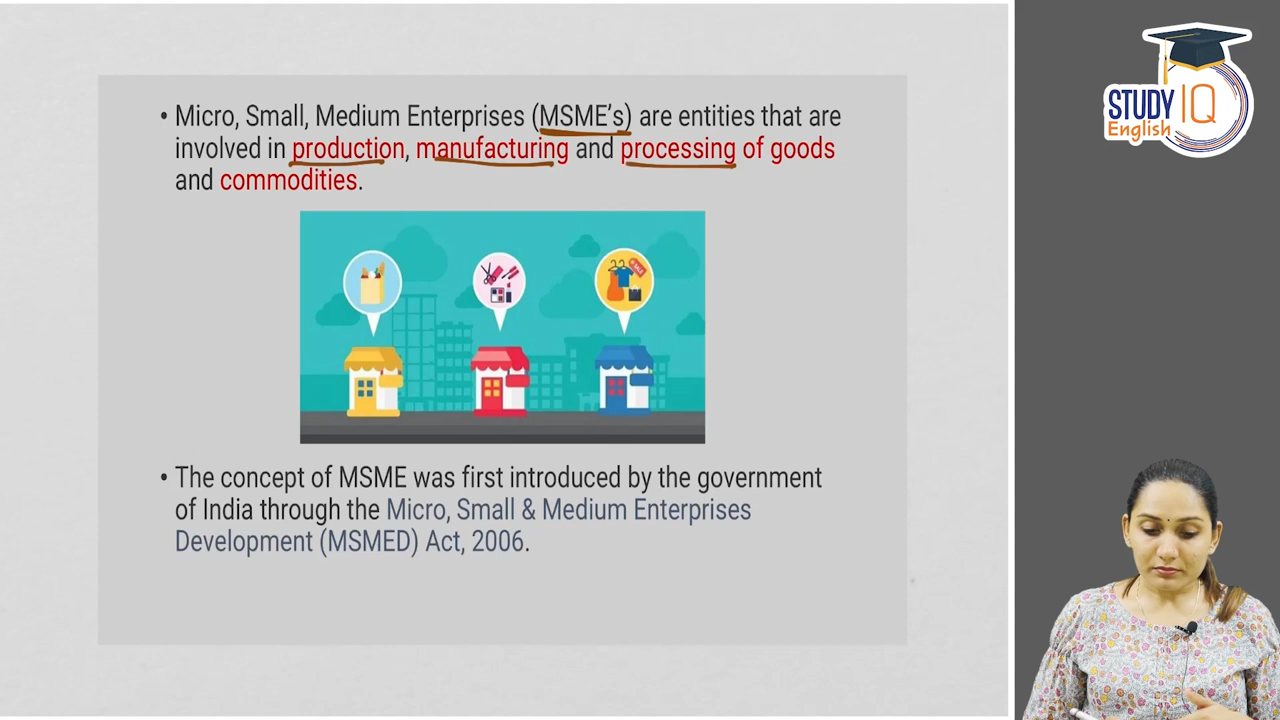 • Micro, Small, Medium Enterprises (MSME’s) are entities that are
involved in production, manufacturing and processing of goods
and commodities.
• The concept of MSME was first introduced by the government
of India through the Micro, Small & Medium Enterprises
Development (MSMED) Act, 2006.
STUDY IQ
English
SALE